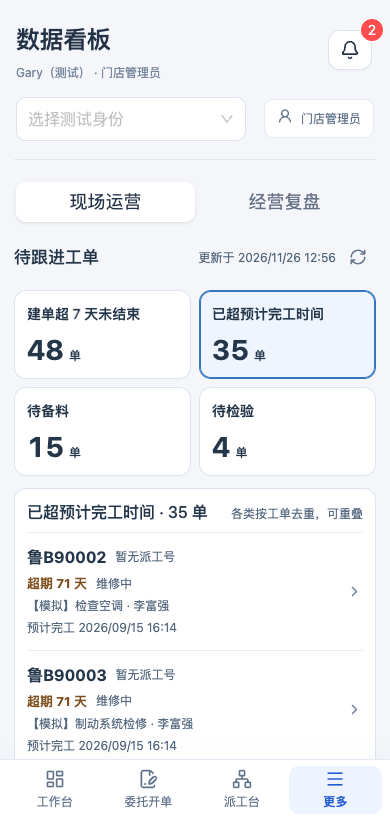 数据看板
2
Gary（测试） · 门店管理员
选择测试身份
门店管理员
现场运营
经营复盘
待跟进工单
更新于 2026/11/26 12:56
建单超 7 天未结束
48 单
已超预计完工时间
35 单
待备料
15 单
待检验
4 单
已超预计完工时间 · 35 单
各类按工单去重，可重叠
鲁B90002 暂无派工号
超期 71 天 维修中
【模拟】检查空调 · 李富强
预计完工 2026/09/15 16:14
鲁B90003 暂无派工号
超期 71 天 维修中
【模拟】制动系统检修 · 李富强
预计完工 2026/09/15 16:14
工作台
委托开单
派工台
更多